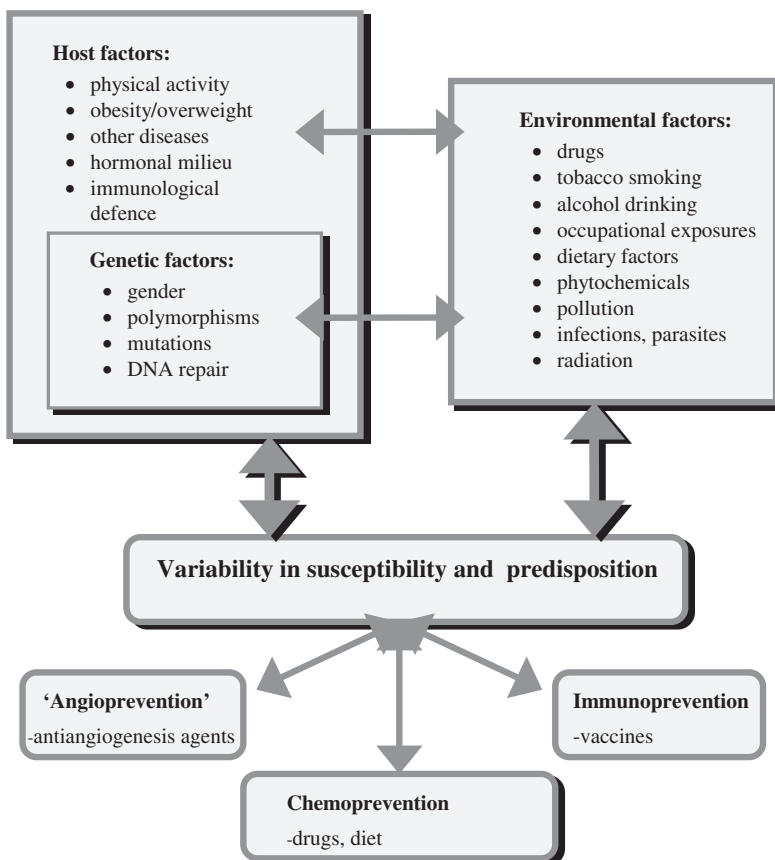 Host factors:
• physical activity
• obesity/overweight
• other diseases
• hormonal milieu
• immunological
defence
Genetic factors:
• gender
• polymorphisms
• mutations
• DNA repair
Environmental factors:
• drugs
• tobacco smoking
• alcohol drinking
• occupational exposures
• dietary factors
• phytochemicals
• pollution
• infections, parasites
• radiation
Variability in susceptibility and predisposition
‘Angioprevention’
-antiangiogenesis agents
Immunoprevention
-vaccines
Chemoprevention
-drugs, diet